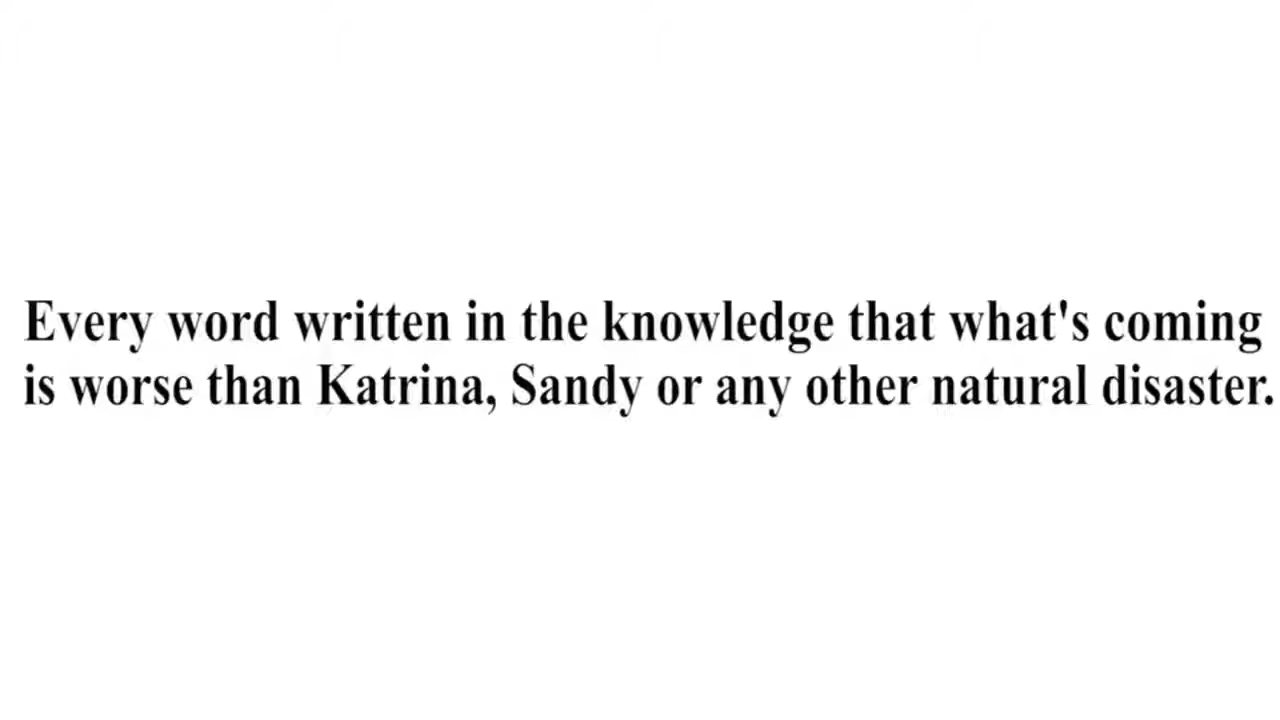 Every word written in the knowledge that what's coming
is worse than Katrina, Sandy or any other natural disaster.